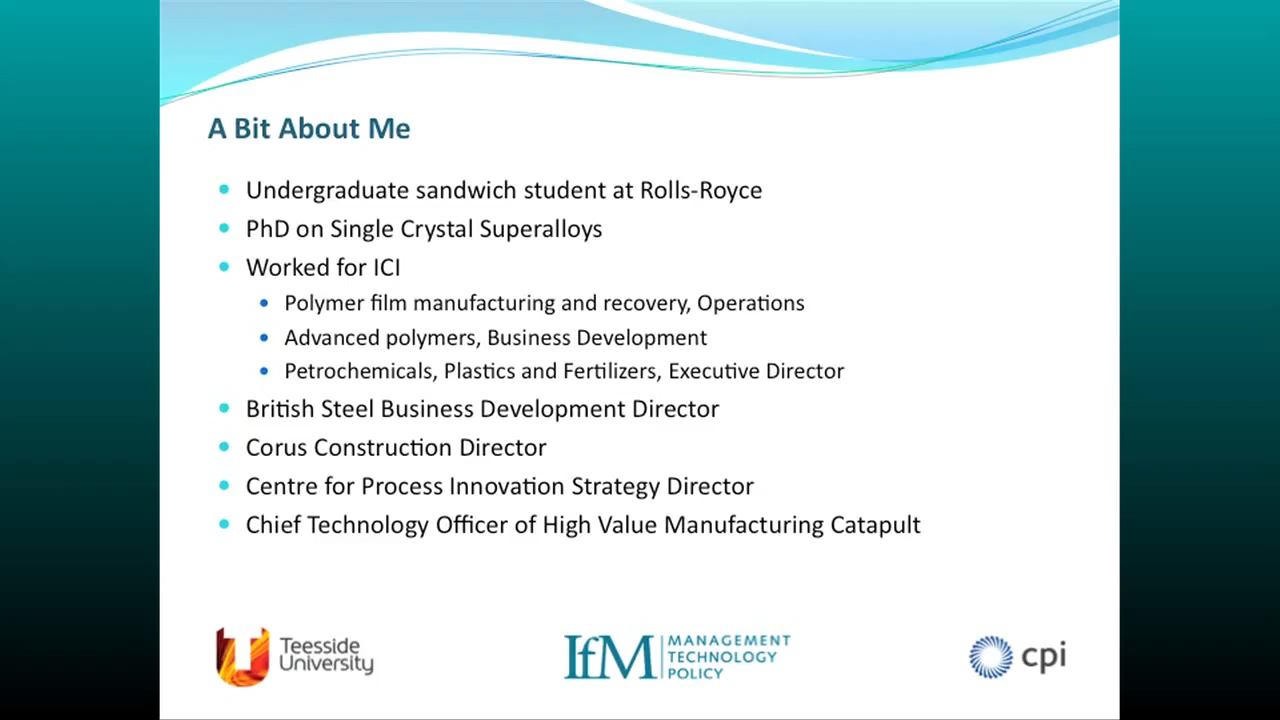 A Bit About Me
Undergraduate sandwich student at Rolls-Royce
PhD on Single Crystal Superalloys
Worked for ICI
Polymer film manufacturing and recovery, Operations
Advanced polymers, Business Development
Petrochemicals, Plastics and Fertilizers, Executive Director
British Steel Business Development Director
Corus Construction Director
Centre for Process Innovation Strategy Director
Chief Technology Officer of High Value Manufacturing Catapult
Teesside
University
IfM
MANAGEMENT
TECHNOLOGY
POLICY
cpi